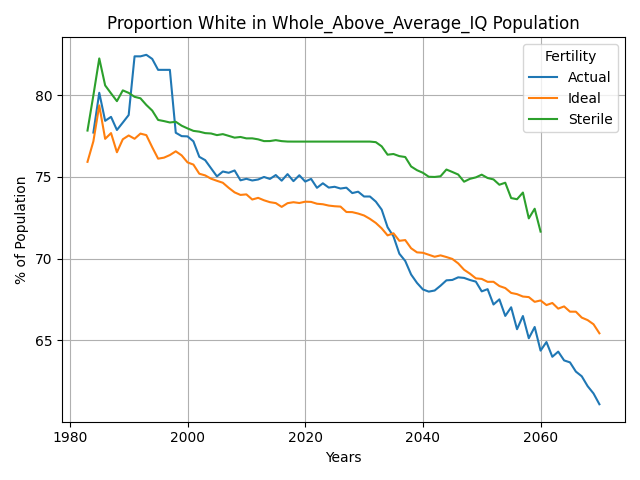 Proportion White in Whole_Above_Average_IQ Population
Fertility
Actual
Ideal
Sterile
% of Population
80
75
70
65
1980
2000
2020
2040
2060
Years